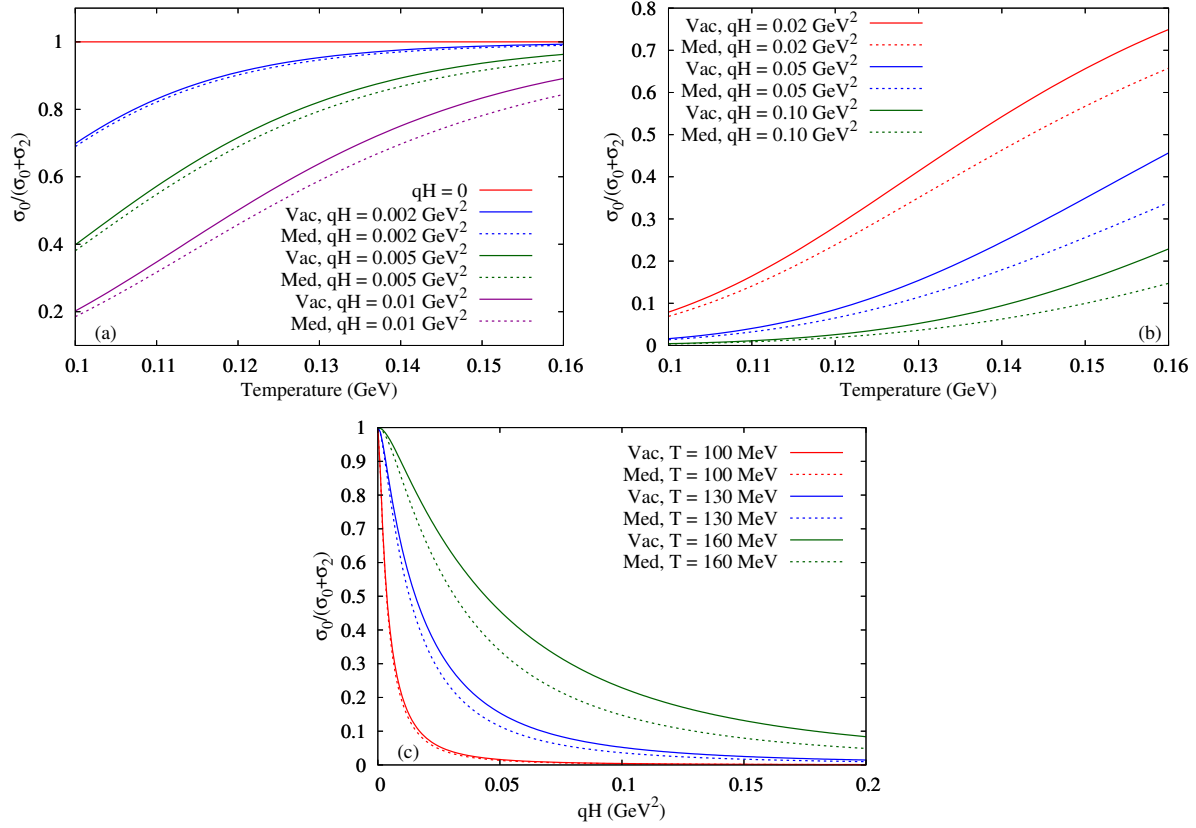 σ₀/(σ₀+σ₂)
1
0.8
0.6
0.4
0.2
qH = 0
Vac, qH = 0.002 GeV²
Med, qH = 0.002 GeV²
Vac, qH = 0.005 GeV²
Med, qH = 0.005 GeV²
Vac, qH = 0.01 GeV²
Med, qH = 0.01 GeV²
(a)
0.1 0.11 0.12 0.13 0.14 0.15 0.16
Temperature (GeV)
σ₀/(σ₀+σ₂)
0.8
0.7
0.6
0.5
0.4
0.3
0.2
0.1
0
Vac, qH = 0.02 GeV²
Med, qH = 0.02 GeV²
Vac, qH = 0.05 GeV²
Med, qH = 0.05 GeV²
Vac, qH = 0.10 GeV²
Med, qH = 0.10 GeV²
(b)
0.1 0.11 0.12 0.13 0.14 0.15 0.16
Temperature (GeV)
σ₀/(σ₀+σ₂)
1
0.9
0.8
0.7
0.6
0.5
0.4
0.3
0.2
0.1
0
Vac, T = 100 MeV
Med, T = 100 MeV
Vac, T = 130 MeV
Med, T = 130 MeV
Vac, T = 160 MeV
Med, T = 160 MeV
(c)
0 0.05 0.1 0.15 0.2
qH (GeV²)